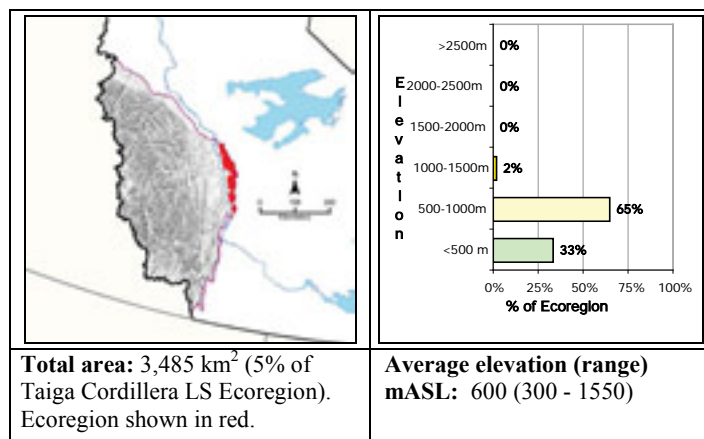 N
>2500m 0%
2000-2500m 0%
1500-2000m 0%
1000-1500m 2%
500-1000m 65%
<500 m 33%
Elevation
0% 25% 50% 75% 100%
% of Ecoregion
Total area: 3,485 km² (5% of
Taiga Cordillera LS Ecoregion).
Ecoregion shown in red.
Average elevation (range)
mASL: 600 (300 - 1550)